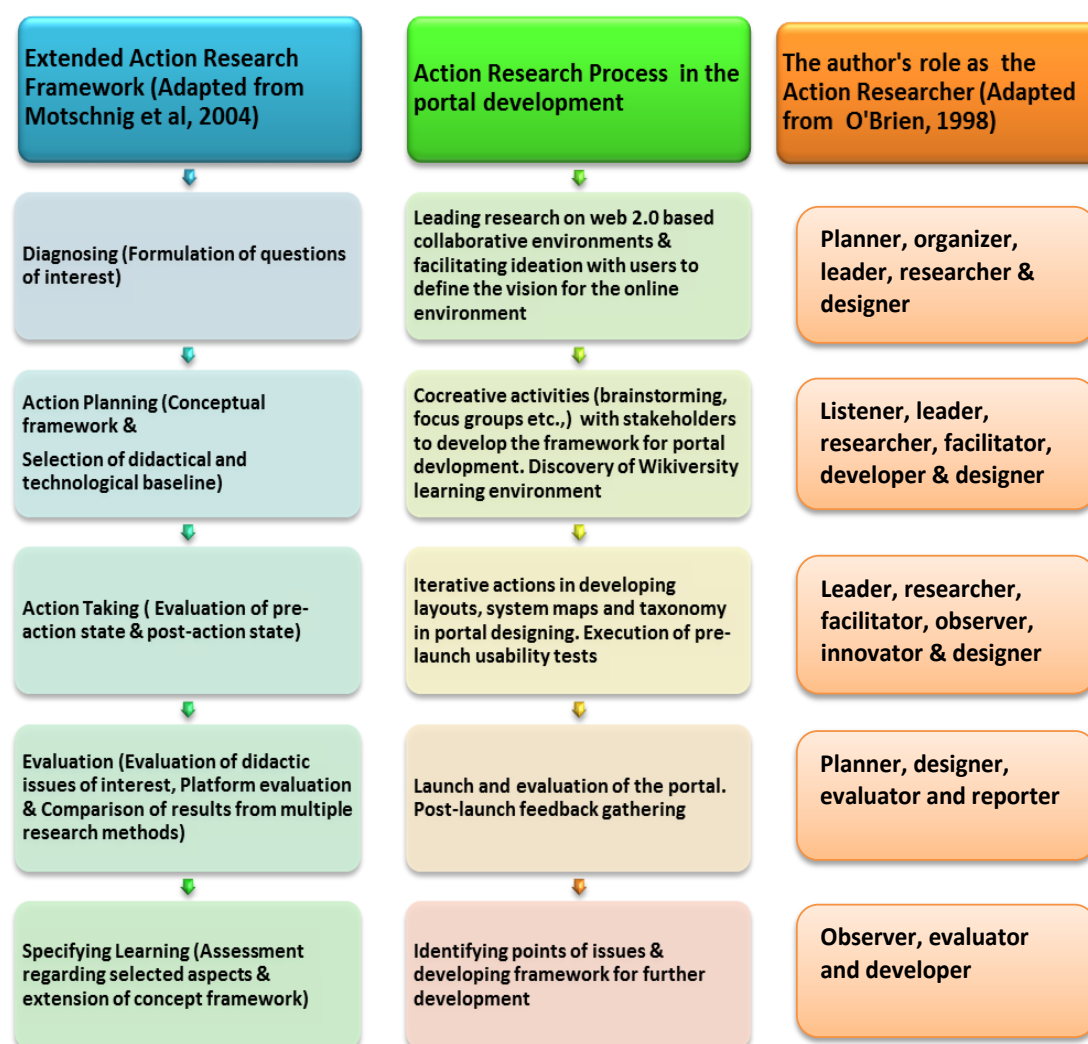 Extended Action Research
Framework (Adapted from
Motschnig et al, 2004)
Action Research Process in the
portal development
The author's role as the
Action Researcher (Adapted
from O'Brien, 1998)
Diagnosing (Formulation of questions
of interest)
Leading research on web 2.0 based
collaborative environments &
facilitating ideation with users to
define the vision for the online
environment
Planner, organizer,
leader, researcher &
designer
Action Planning (Conceptual
framework &
Selection of didactical and
technological baseline)
Cocreative activities (brainstorming,
focus groups etc.,) with stakeholders
to develop the framework for portal
devlopment. Discovery of Wikiversity
learning environment
Listener, leader,
researcher, facilitator,
developer & designer
Action Taking ( Evaluation of pre-
action state & post-action state)
Iterative actions in developing
layouts, system maps and taxonomy
in portal designing. Execution of pre-
launch usability tests
Leader, researcher,
facilitator, observer,
innovator & designer
Evaluation (Evaluation of didactic
issues of interest, Platform evaluation
& Comparison of results from multiple
research methods)
Launch and evaluation of the portal.
Post-launch feedback gathering
Planner, designer,
evaluator and reporter
Specifying Learning (Assessment
regarding selected aspects &
extension of concept framework)
Identifying points of issues &
developing framework for further
development
Observer, evaluator
and developer